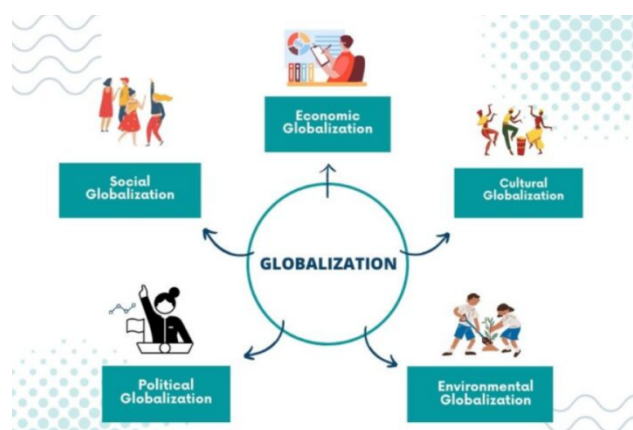 Economic
Globalization
Social
Globalization
Cultural
Globalization
GLOBALIZATION
Political
Globalization
Environmental
Globalization